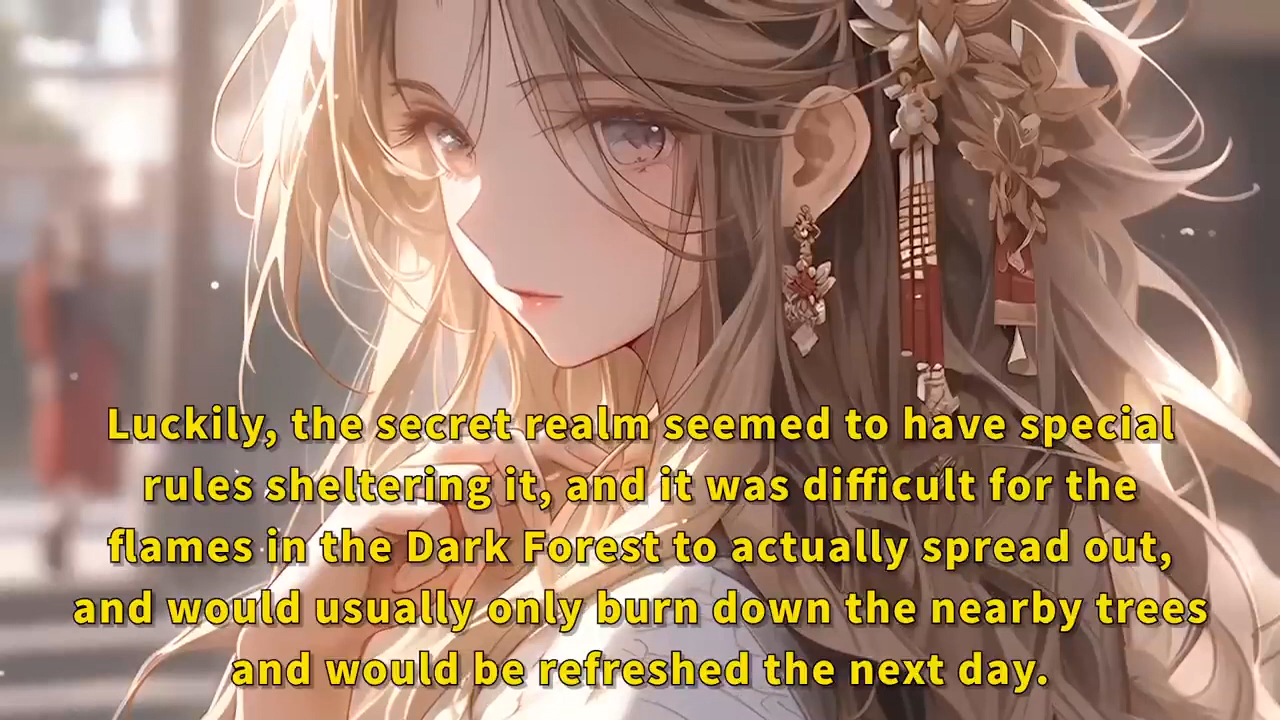 Luckily, the secret realm seemed to have special
rules sheltering it, and it was difficult for the
flames in the Dark Forest to actually spread out,
and would usually only burn down the nearby trees
and would be refreshed the next day.